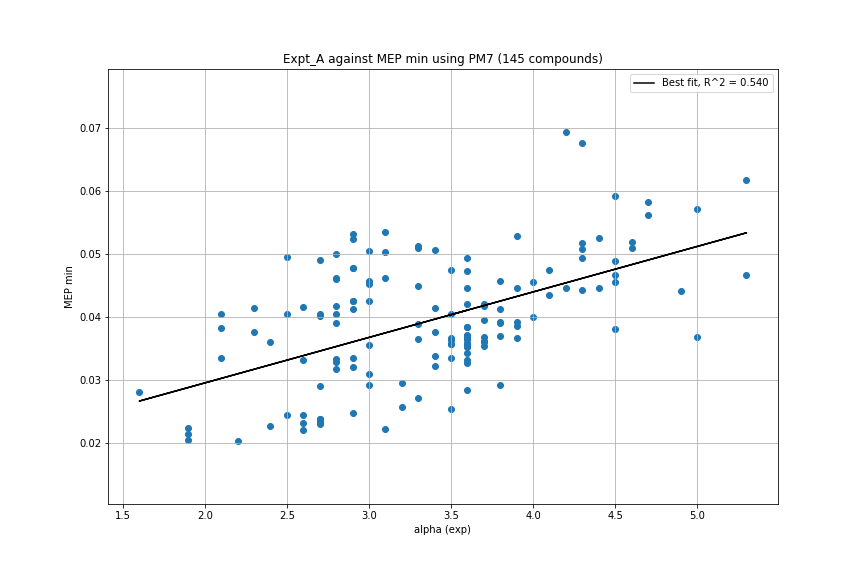 Expt_A against MEP min using PM7 (145 compounds)
Best fit, R^2 = 0.540
0.07
0.06
0.05
0.04
0.03
0.02
MEP min
1.5 2.0 2.5 3.0 3.5 4.0 4.5 5.0
alpha (exp)